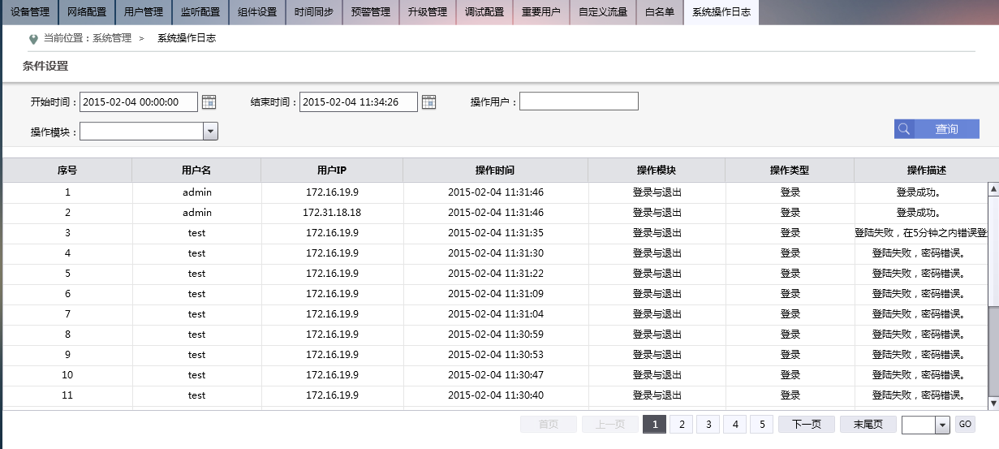 设备管理 网络配置 用户管理 监听配置 组件设置 时间同步 预警管理 升级管理 调试配置 重要用户 自定义流量 白名单 系统操作日志
当前位置：系统管理 > 系统操作日志
条件设置
开始时间：2015-02-04 00:00:00 结束时间：2015-02-04 11:34:26 操作用户：
操作模块：
查询
序号 用户名 用户IP 操作时间 操作模块 操作类型 操作描述
1 admin 172.16.19.9 2015-02-04 11:31:46 登录与退出 登录 登录成功。
2 admin 172.31.18.18 2015-02-04 11:31:46 登录与退出 登录 登录成功。
3 test 172.16.19.9 2015-02-04 11:31:35 登录与退出 登录 登陆失败，在5分钟之内错误登
4 test 172.16.19.9 2015-02-04 11:31:30 登录与退出 登录 登陆失败，密码错误。
5 test 172.16.19.9 2015-02-04 11:31:22 登录与退出 登录 登陆失败，密码错误。
6 test 172.16.19.9 2015-02-04 11:31:09 登录与退出 登录 登陆失败，密码错误。
7 test 172.16.19.9 2015-02-04 11:31:04 登录与退出 登录 登陆失败，密码错误。
8 test 172.16.19.9 2015-02-04 11:30:59 登录与退出 登录 登陆失败，密码错误。
9 test 172.16.19.9 2015-02-04 11:30:53 登录与退出 登录 登陆失败，密码错误。
10 test 172.16.19.9 2015-02-04 11:30:47 登录与退出 登录 登陆失败，密码错误。
11 test 172.16.19.9 2015-02-04 11:30:40 登录与退出 登录 登陆失败，密码错误。
首页 上一页 1 2 3 4 5 下一页 末尾页 GO